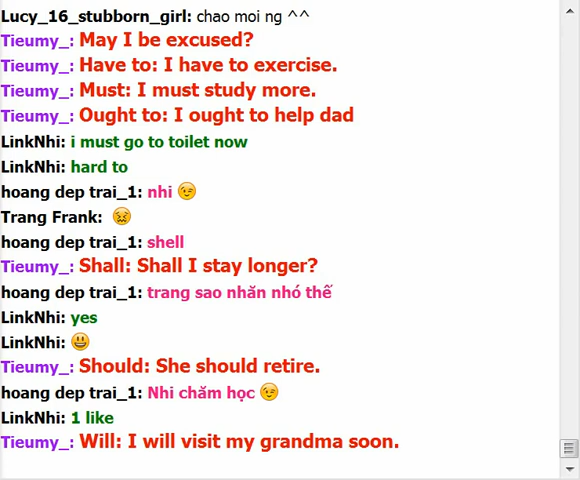 Lucy_16_stubborn_girl: chao moi ng ^^
Tieumy_: May I be excused?
Tieumy_: Have to: I have to exercise.
Tieumy_: Must: I must study more.
Tieumy_: Ought to: I ought to help dad
LinkNhi: i must go to toilet now
LinkNhi: hard to
hoang dep trai_1: nhi 😉
Trang Frank: 😖
hoang dep trai_1: shell
Tieumy_: Shall: Shall I stay longer?
hoang dep trai_1: trang sao nhăn nhó thế
LinkNhi: yes
LinkNhi: 😃
Tieumy_: Should: She should retire.
hoang dep trai_1: Nhi chăm học 😉
LinkNhi: 1 like
Tieumy_: Will: I will visit my grandma soon.